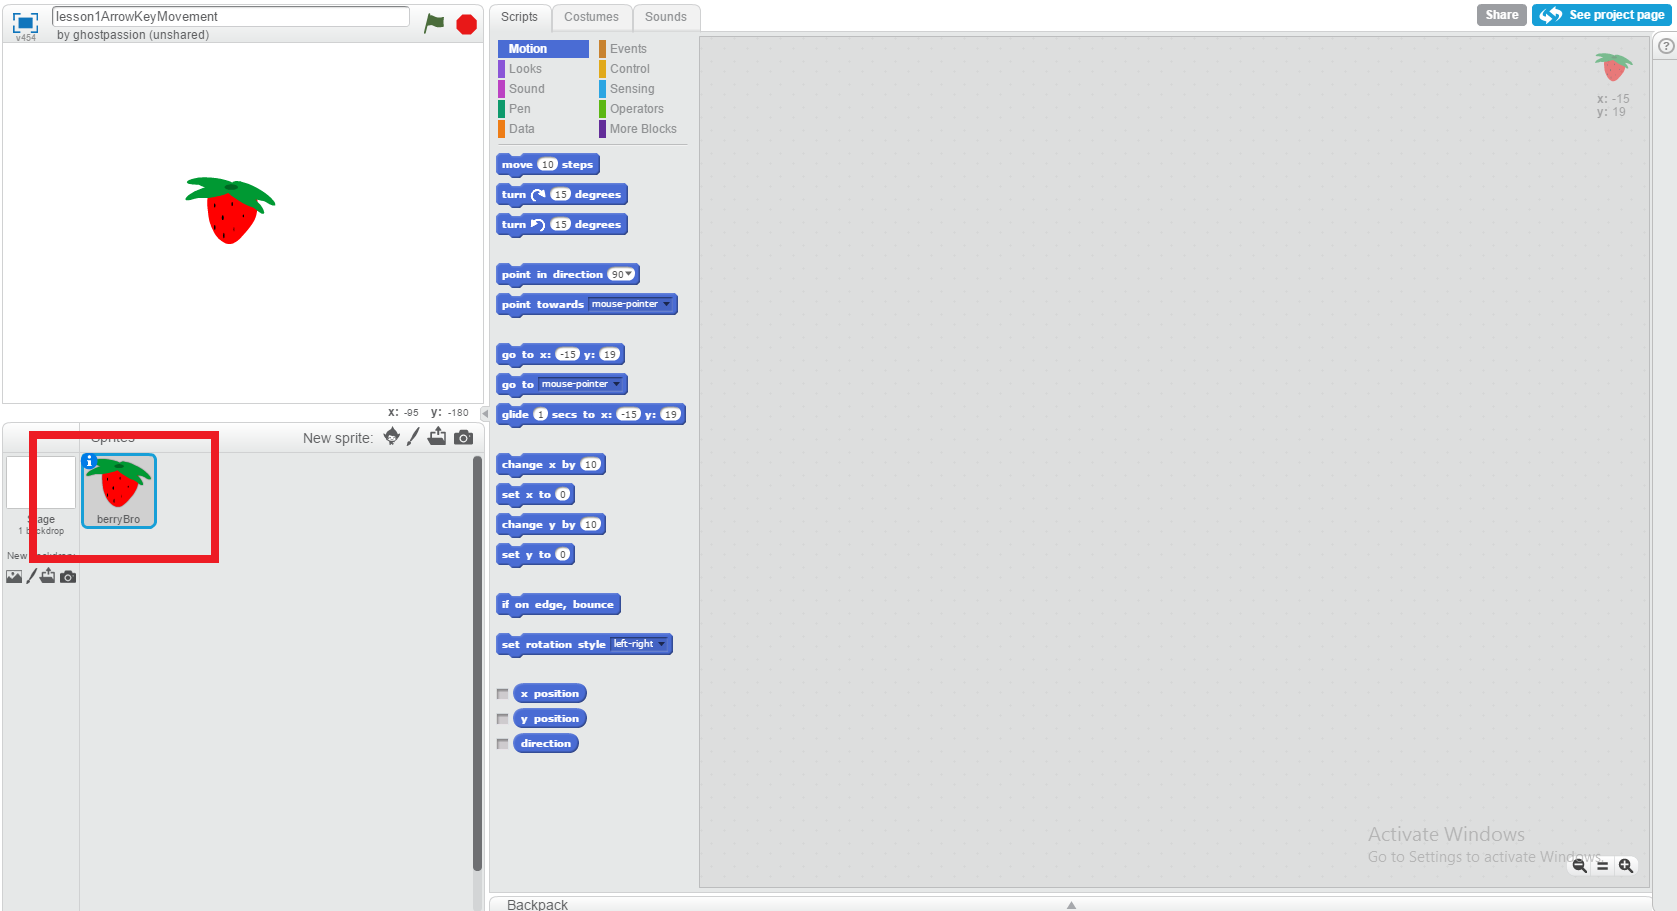 lesson1ArrowKeyMovement
by ghostpassion (unshared)
v454
Scripts
Costumes
Sounds
Share
See project page
?
Motion
Looks
Sound
Pen
Data
Events
Control
Sensing
Operators
More Blocks
x: -15
y: 19
move 10 steps
turn 15 degrees
turn 15 degrees
point in direction 90
point towards mouse-pointer
go to x: -15 y: 19
go to mouse-pointer
glide 1 secs to x: -15 y: 19
change x by 10
set x to 0
change y by 10
set y to 0
if on edge, bounce
set rotation style left-right
x position
y position
direction
x: -95 y: -180
Sprites
New sprite:
i
berryBro
Stage
1 backdrop
New backdrop:
Activate Windows
Go to Settings to activate Windows.
Backpack